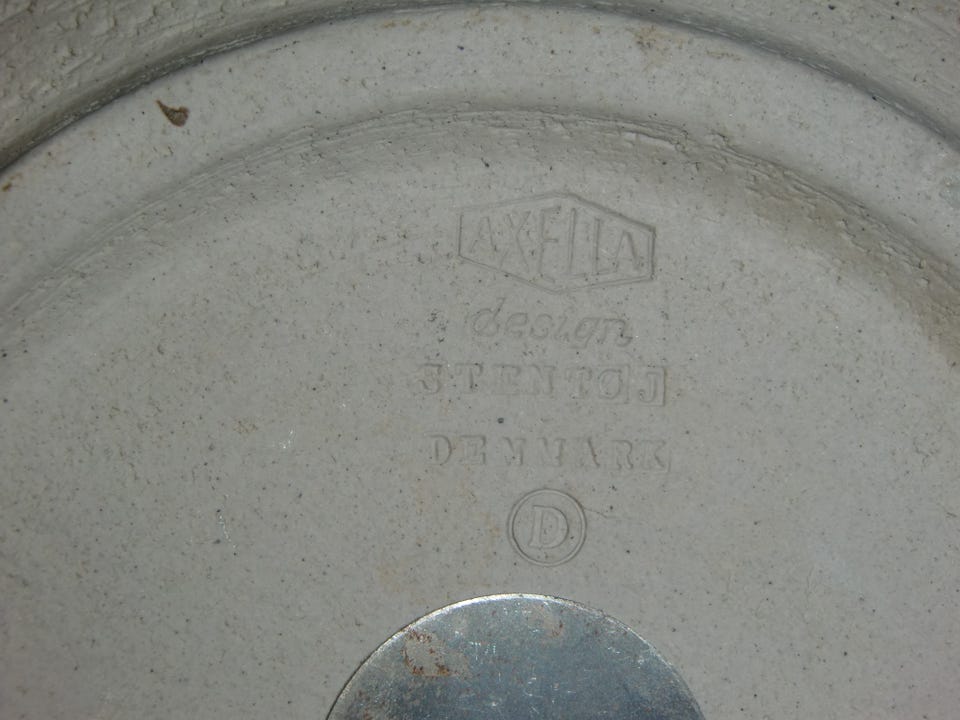 AXELLA
design
STENTØJ
DENMARK
D